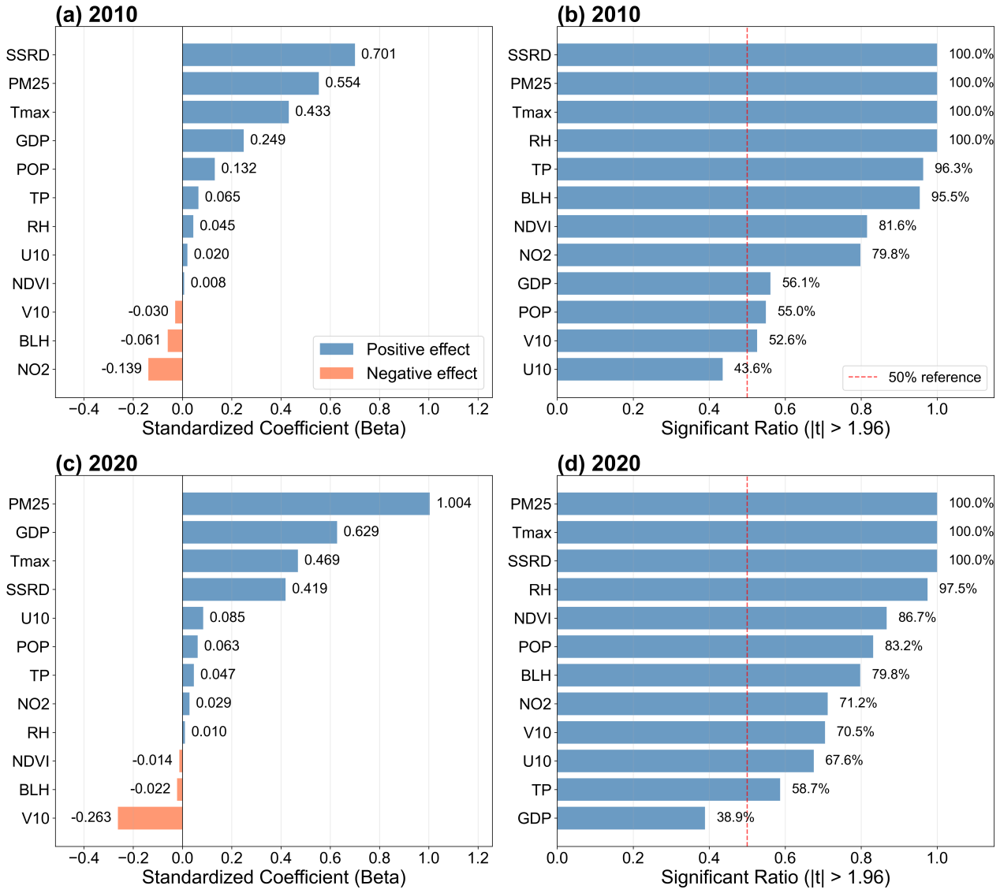 (a) 2010
SSRD 0.701
PM25 0.554
Tmax 0.433
GDP 0.249
POP 0.132
TP 0.065
RH 0.045
U10 0.020
NDVI 0.008
V10 -0.030
BLH -0.061
NO2 -0.139
Positive effect
Negative effect
−0.4 −0.2 0.0 0.2 0.4 0.6 0.8 1.0 1.2
Standardized Coefficient (Beta)
(b) 2010
SSRD 100.0%
PM25 100.0%
Tmax 100.0%
RH 100.0%
TP 96.3%
BLH 95.5%
NDVI 81.6%
NO2 79.8%
GDP 56.1%
POP 55.0%
V10 52.6%
U10 43.6%
50% reference
0.0 0.2 0.4 0.6 0.8 1.0
Significant Ratio (|t| > 1.96)
(c) 2020
PM25 1.004
GDP 0.629
Tmax 0.469
SSRD 0.419
U10 0.085
POP 0.063
TP 0.047
NO2 0.029
RH 0.010
NDVI -0.014
BLH -0.022
V10 -0.263
−0.4 −0.2 0.0 0.2 0.4 0.6 0.8 1.0 1.2
Standardized Coefficient (Beta)
(d) 2020
PM25 100.0%
Tmax 100.0%
SSRD 100.0%
RH 97.5%
NDVI 86.7%
POP 83.2%
BLH 79.8%
NO2 71.2%
V10 70.5%
U10 67.6%
TP 58.7%
GDP 38.9%
0.0 0.2 0.4 0.6 0.8 1.0
Significant Ratio (|t| > 1.96)